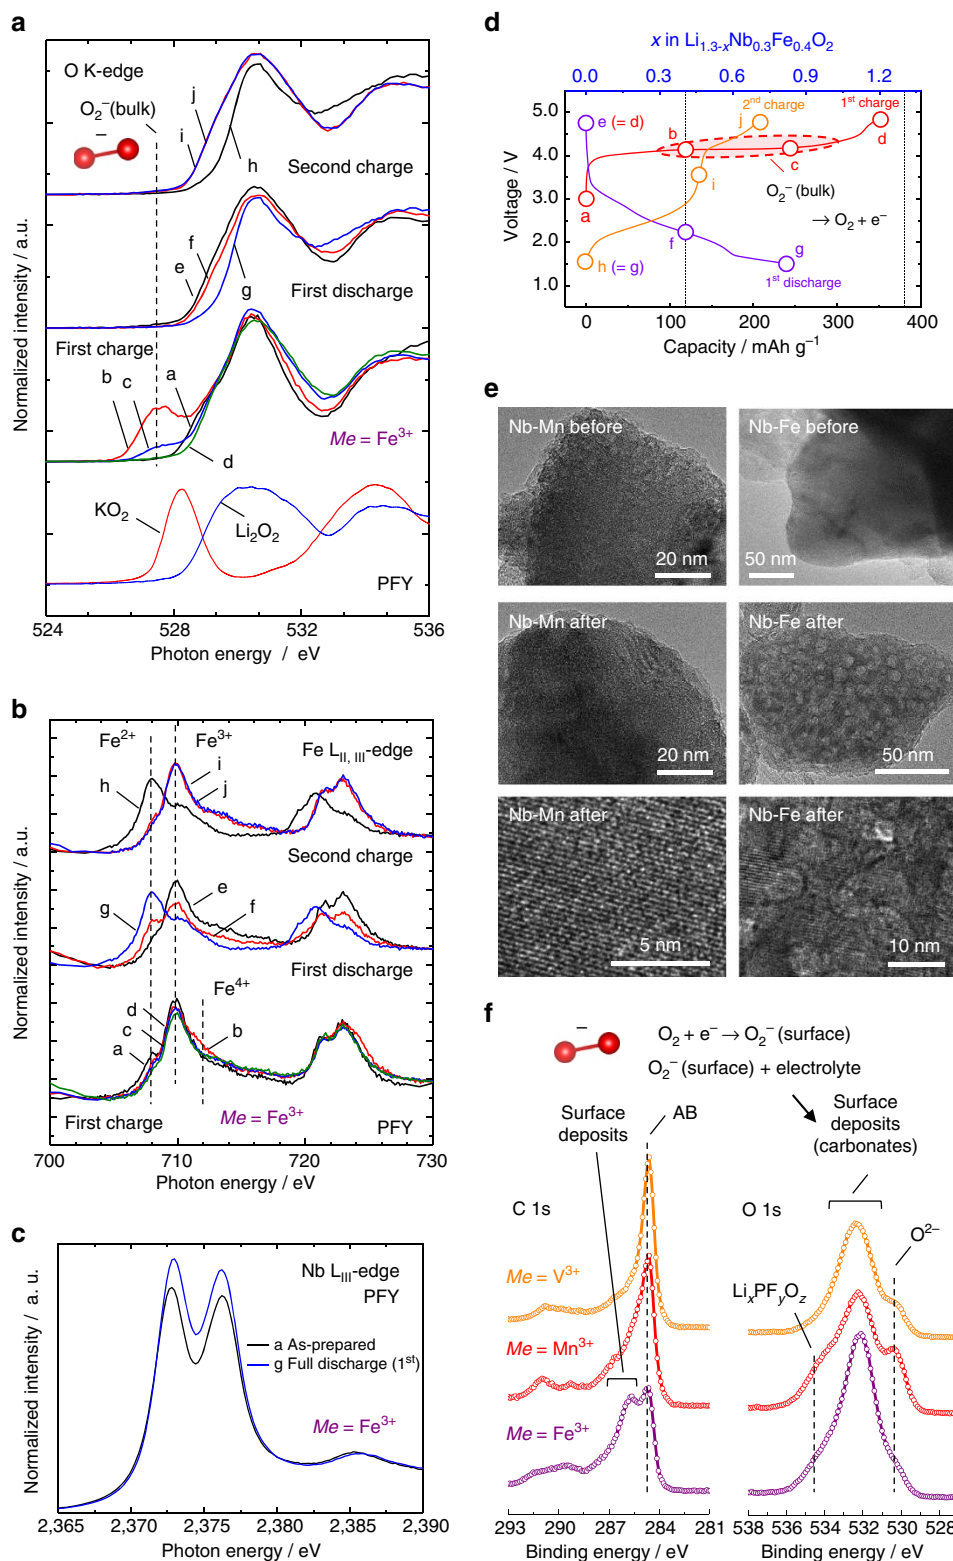 a
O K-edge
O₂⁻ (bulk)
−
j
i
h
Second charge
f
e
g
First discharge
First charge
b
c
a
d
Me = Fe³⁺
KO₂
Li₂O₂
PFY
524 528 532 536
Photon energy / eV
Normalized intensity / a.u.
b
Fe²⁺ Fe³⁺ Fe L_II, III-edge
h
i
j
Second charge
g
e
f
First discharge
Fe⁴⁺
d
c
a
b
First charge
Me = Fe³⁺
PFY
700 710 720 730
Photon energy / eV
Normalized intensity / a.u.
c
Nb L_III-edge
PFY
a As-prepared
g Full discharge (1st)
Me = Fe³⁺
2,365 2,370 2,375 2,380 2,385 2,390
Photon energy / eV
Normalized intensity / a. u.
d
x in Li₁.₃₋ₓNb₀.₃Fe₀.₄O₂
0.0 0.3 0.6 0.9 1.2
5.0
4.0
3.0
2.0
1.0
Voltage / V
e (= d)
2nd charge
j
1st charge
d
b
c
i
a
O₂⁻ (bulk)
→ O₂ + e⁻
f
g
h (= g)
1st discharge
0 100 200 300 400
Capacity / mAh g⁻¹
e
Nb-Mn before
20 nm
Nb-Fe before
50 nm
Nb-Mn after
20 nm
Nb-Fe after
50 nm
Nb-Mn after
5 nm
Nb-Fe after
10 nm
f
−
O₂ + e⁻ → O₂⁻ (surface)
O₂⁻ (surface) + electrolyte
Surface
deposits
AB
Surface
deposits
(carbonates)
C 1s
O 1s
O²⁻
Me = V³⁺
LiₓPF_yO_z
Me = Mn³⁺
Me = Fe³⁺
293 290 287 284 281
Binding energy / eV
538 536 534 532 530 528
Binding energy / eV